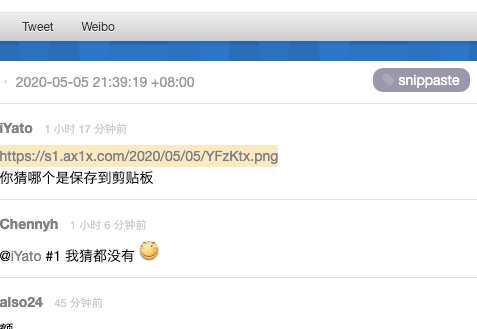 Tweet Weibo
2020-05-05 21:39:19 +08:00 snippaste
iYato 1 小时 17 分钟前
https://s1.ax1x.com/2020/05/05/YFzKtx.png
你猜哪个是保存到剪贴板
Chennyh 1 小时 6 分钟前
@iYato #1 我猜都没有
also24 45 分钟前